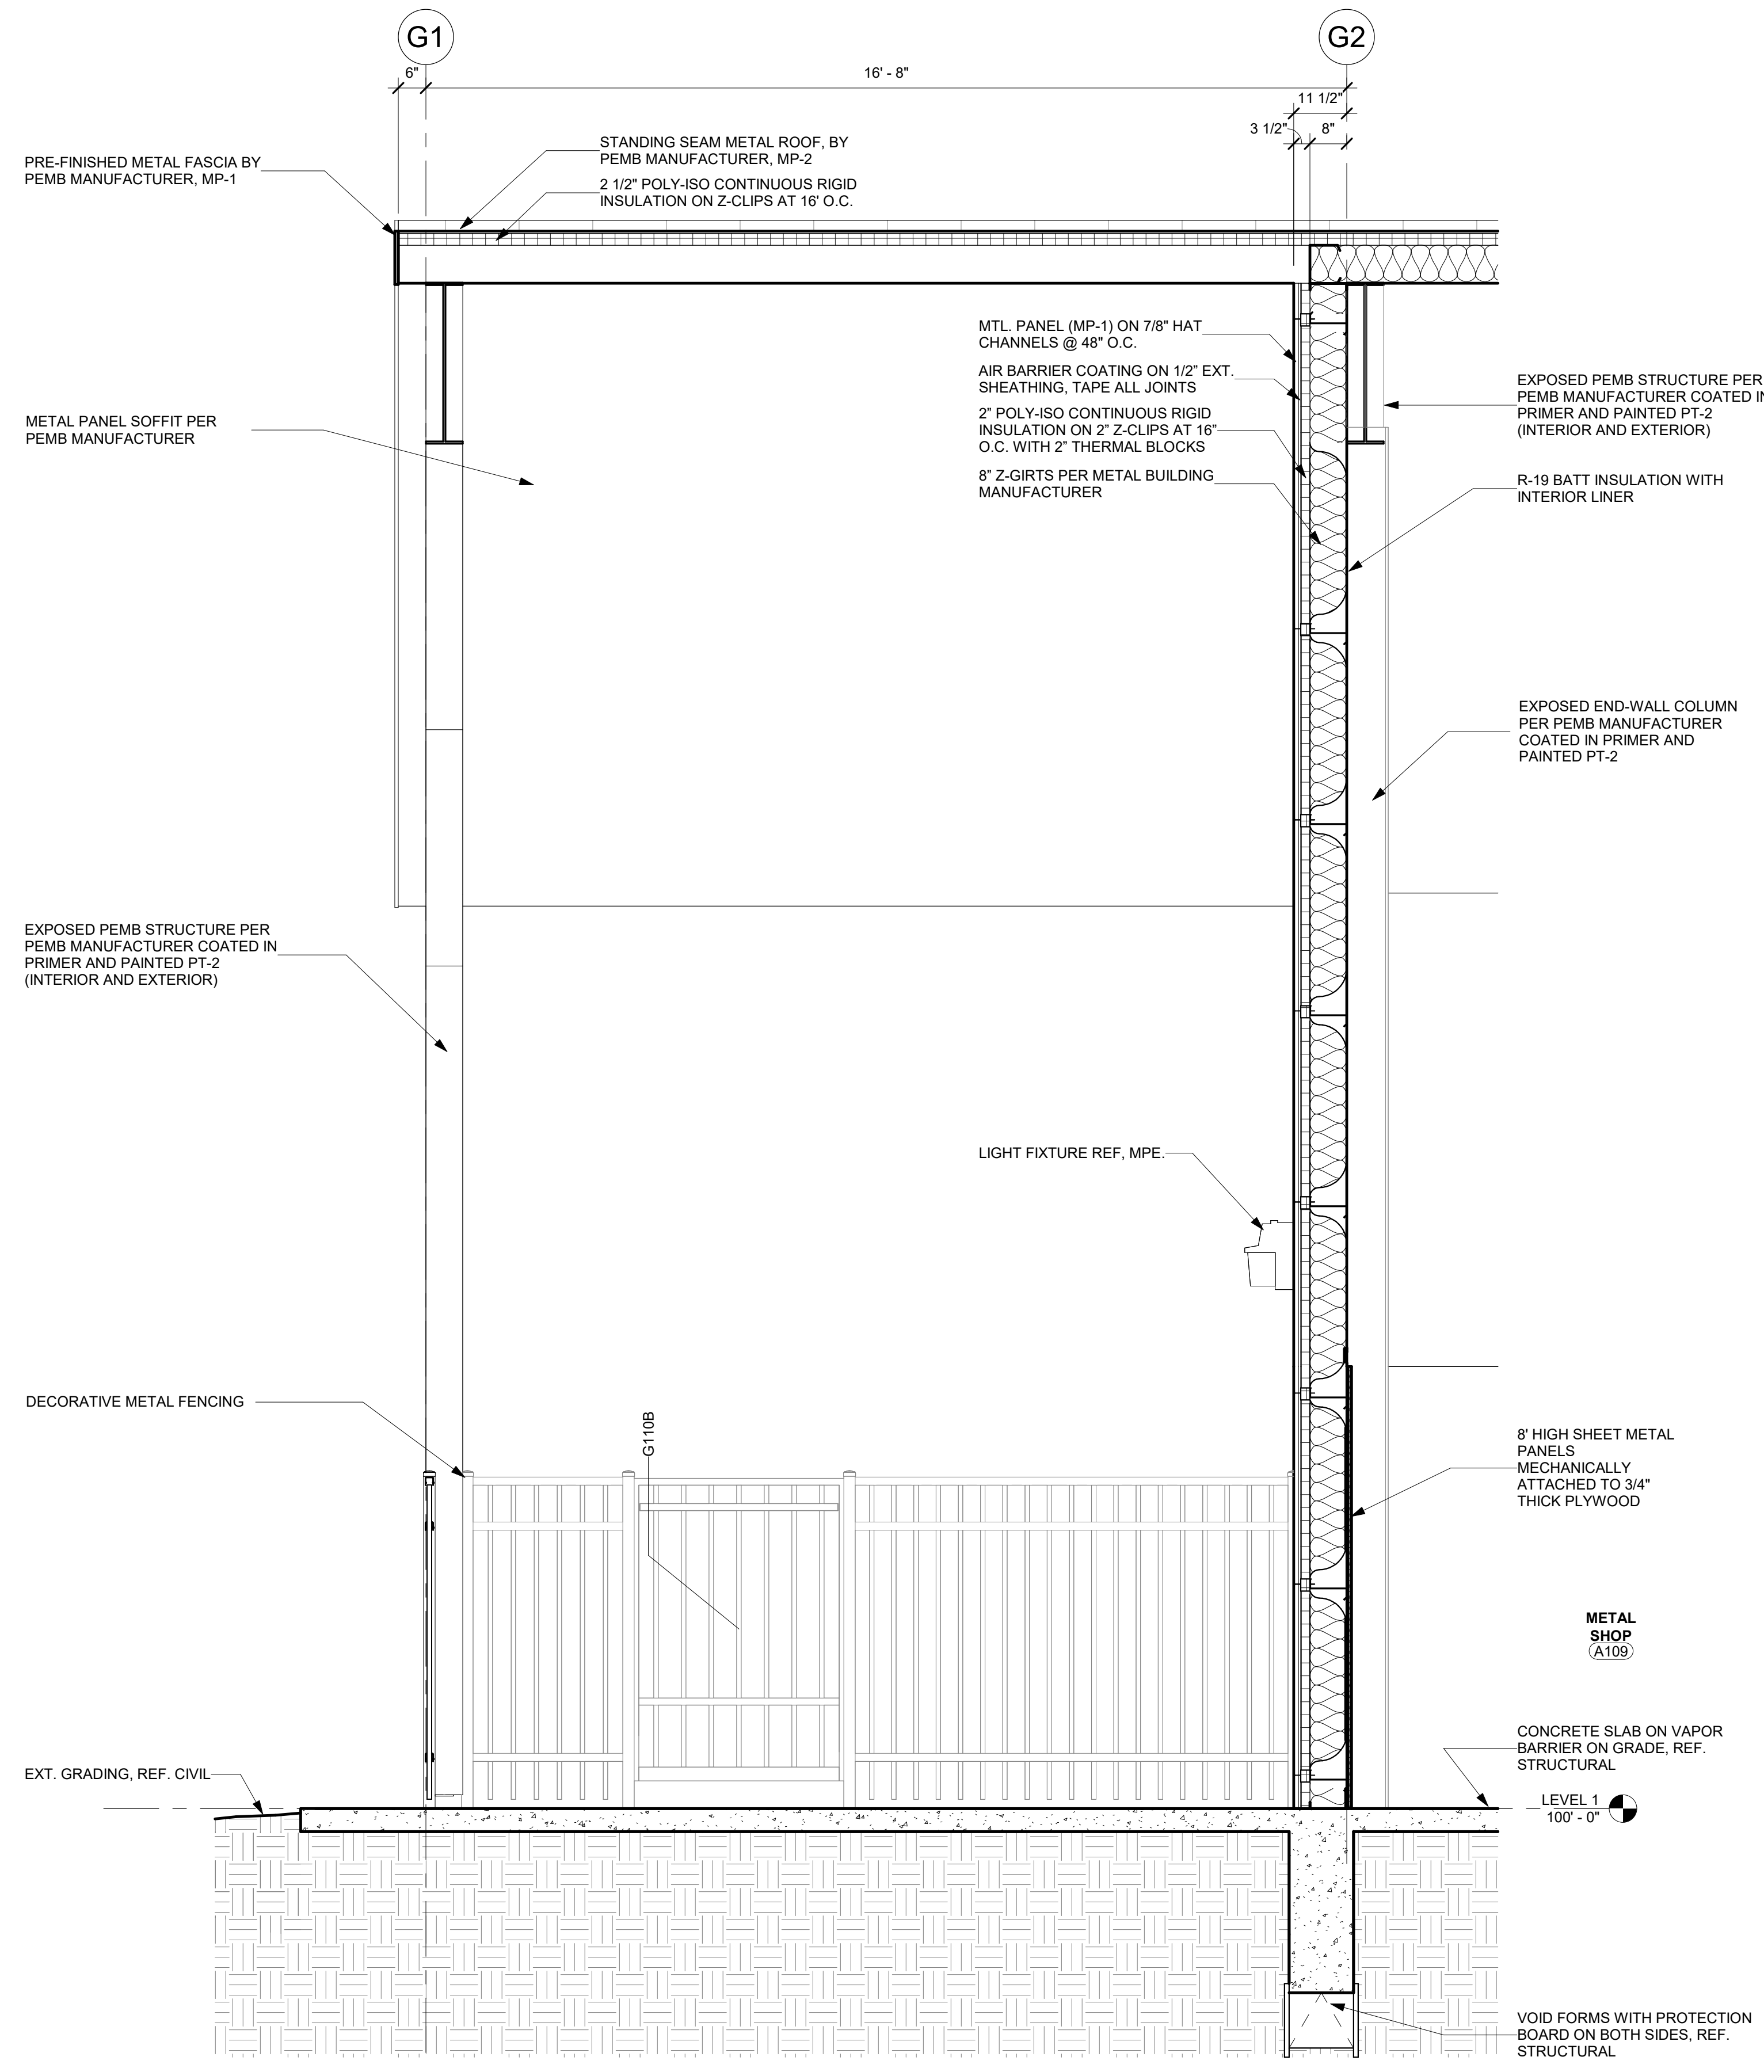 G1
G2
6"
16' - 8"
11 1/2"
3 1/2"
8"
PRE-FINISHED METAL FASCIA BY
PEMB MANUFACTURER, MP-1
STANDING SEAM METAL ROOF, BY
PEMB MANUFACTURER, MP-2
2 1/2" POLY-ISO CONTINUOUS RIGID
INSULATION ON Z-CLIPS AT 16' O.C.
MTL. PANEL (MP-1) ON 7/8" HAT
CHANNELS @ 48" O.C.
AIR BARRIER COATING ON 1/2” EXT.
SHEATHING, TAPE ALL JOINTS
2” POLY-ISO CONTINUOUS RIGID
INSULATION ON 2” Z-CLIPS AT 16”
O.C. WITH 2” THERMAL BLOCKS
8” Z-GIRTS PER METAL BUILDING
MANUFACTURER
EXPOSED PEMB STRUCTURE PER
PEMB MANUFACTURER COATED IN
PRIMER AND PAINTED PT-2
(INTERIOR AND EXTERIOR)
METAL PANEL SOFFIT PER
PEMB MANUFACTURER
R-19 BATT INSULATION WITH
INTERIOR LINER
EXPOSED END-WALL COLUMN
PER PEMB MANUFACTURER
COATED IN PRIMER AND
PAINTED PT-2
EXPOSED PEMB STRUCTURE PER
PEMB MANUFACTURER COATED IN
PRIMER AND PAINTED PT-2
(INTERIOR AND EXTERIOR)
LIGHT FIXTURE REF, MPE.
DECORATIVE METAL FENCING
G110B
8' HIGH SHEET METAL
PANELS
MECHANICALLY
ATTACHED TO 3/4"
THICK PLYWOOD
METAL
SHOP
A109
EXT. GRADING, REF. CIVIL
CONCRETE SLAB ON VAPOR
BARRIER ON GRADE, REF.
STRUCTURAL
LEVEL 1
100' - 0"
VOID FORMS WITH PROTECTION
BOARD ON BOTH SIDES, REF.
STRUCTURAL